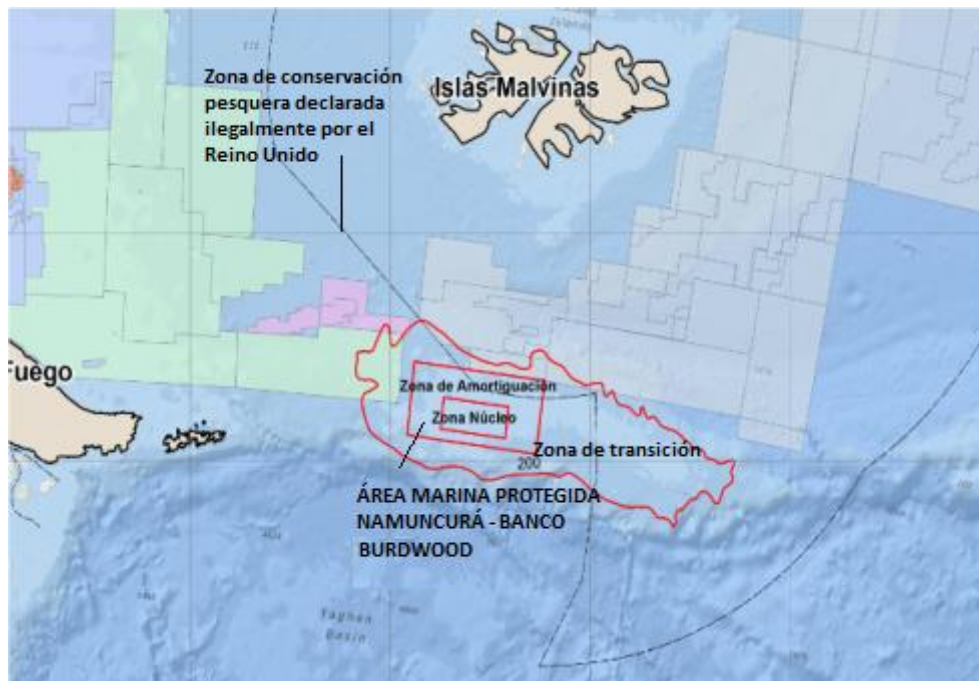 Islands
Zona de conservación
pesquera declarada
ilegalmente por el
Reino Unido
Islas Malvinas
Fuego
Zona de Amortiguación
Zona Núcleo
Zona de transición
200
ÁREA MARINA PROTEGIDA
NAMUNCURÁ - BANCO
BURDWOOD
Yaghan
Basin